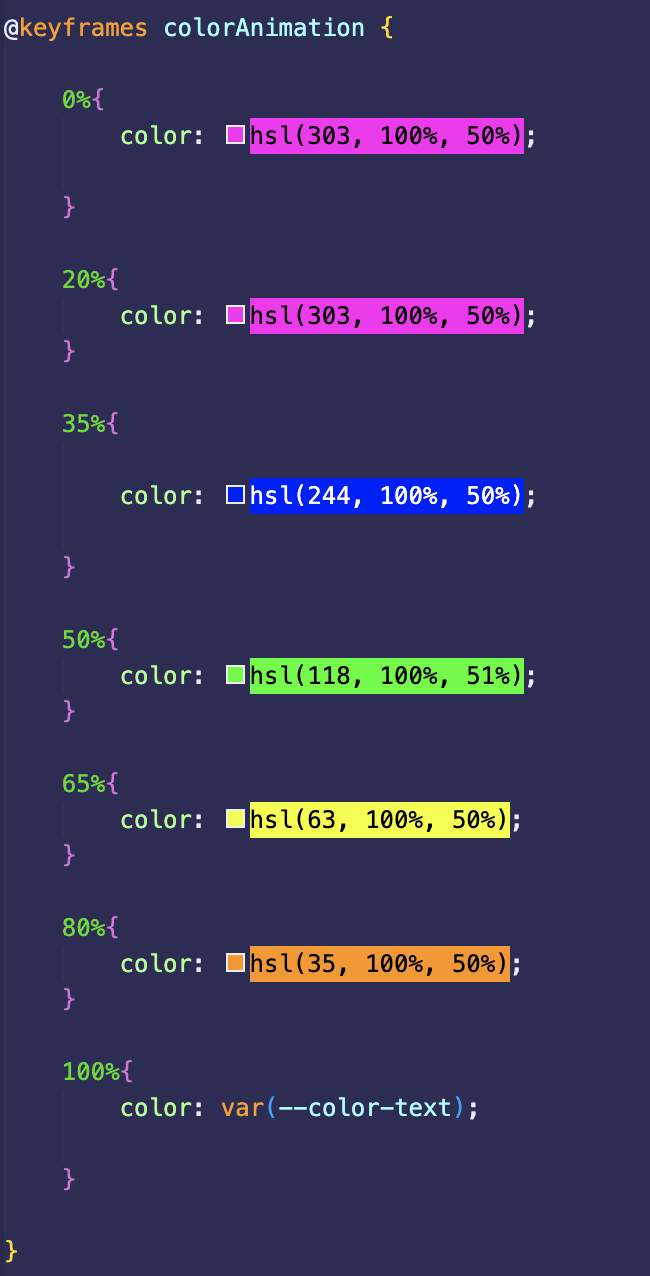 @keyframes colorAnimation {
0%{
color: hsl(303, 100%, 50%);
}
20%{
color: hsl(303, 100%, 50%);
}
35%{
color: hsl(244, 100%, 50%);
}
50%{
color: hsl(118, 100%, 51%);
}
65%{
color: hsl(63, 100%, 50%);
}
80%{
color: hsl(35, 100%, 50%);
}
100%{
color: var(--color-text);
}
}